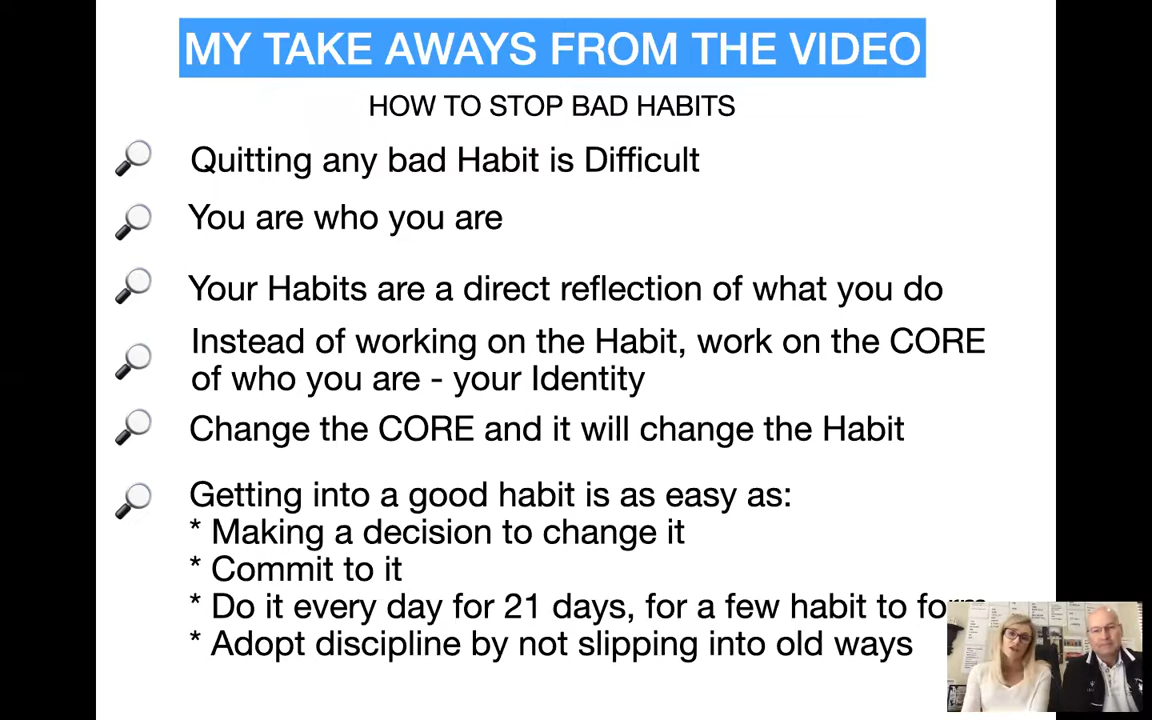 MY TAKE AWAYS FROM THE VIDEO
HOW TO STOP BAD HABITS
Quitting any bad Habit is Difficult
You are who you are
Your Habits are a direct reflection of what you do
Instead of working on the Habit, work on the CORE
of who you are - your Identity
Change the CORE and it will change the Habit
Getting into a good habit is as easy as:
* Making a decision to change it
* Commit to it
* Do it every day for 21 days, for a few habit to form
* Adopt discipline by not slipping into old ways